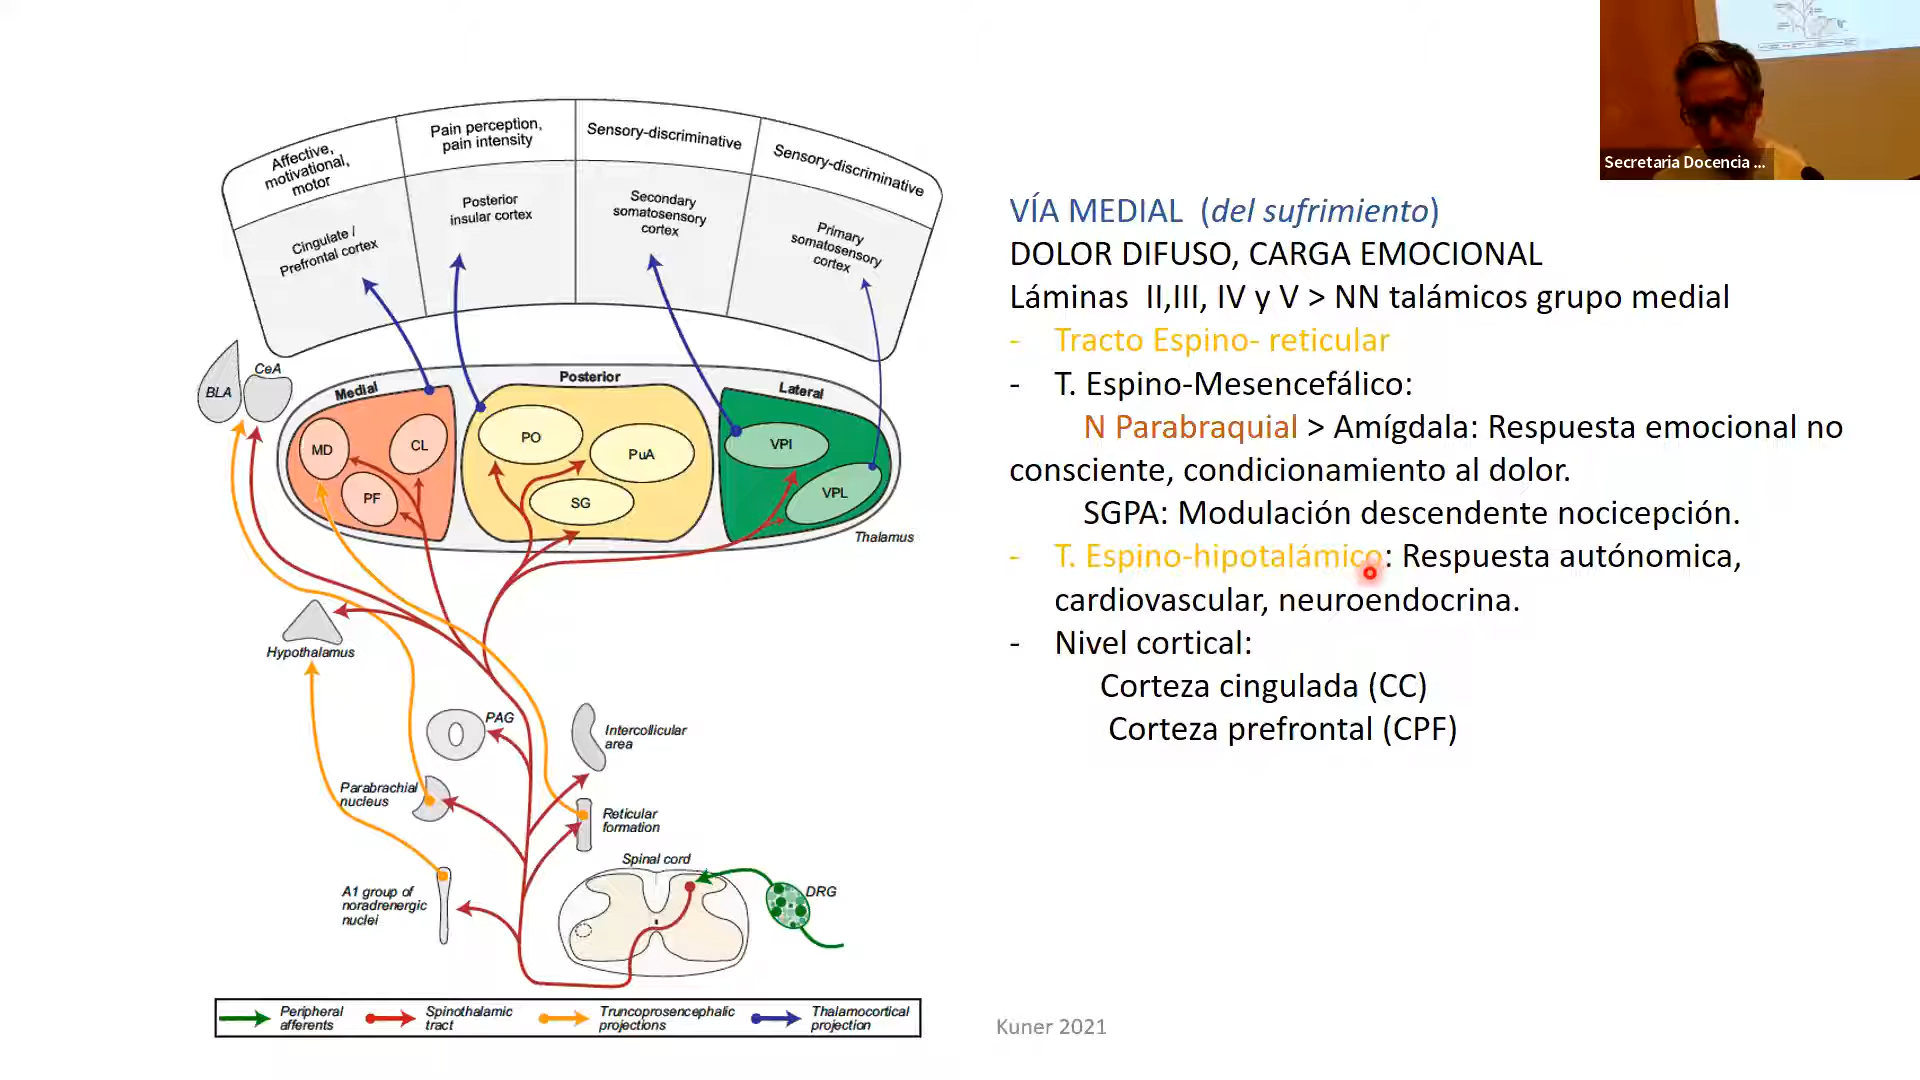 Affective,
motivational,
motor
Pain perception,
pain intensity
Sensory-discriminative
Sensory-discriminative
Cingulate /
Prefrontal cortex
Posterior
insular cortex
Secondary
somatosensory
cortex
Primary
somatosensory
cortex
BLA
CeA
Medial
Posterior
Lateral
MD
CL
PF
PO
PuA
SG
VPI
VPL
Thalamus
Hypothalamus
PAG
Intercollicular
area
Parabrachial
nucleus
Reticular
formation
Spinal cord
A1 group of
noradrenergic
nuclei
DRG
Peripheral
afferents
Spinothalamic
tract
Truncoprosencephalic
projections
Thalamocortical
projection
Secretaria Docencia ...
VÍA MEDIAL (del sufrimiento)
DOLOR DIFUSO, CARGA EMOCIONAL
Láminas II,III, IV y V > NN talámicos grupo medial
- Tracto Espino- reticular
- T. Espino-Mesencefálico:
N Parabraquial > Amígdala: Respuesta emocional no
consciente, condicionamiento al dolor.
SGPA: Modulación descendente nocicepción.
- T. Espino-hipotalámico: Respuesta autónomica,
cardiovascular, neuroendocrina.
- Nivel cortical:
Corteza cingulada (CC)
Corteza prefrontal (CPF)
Kuner 2021